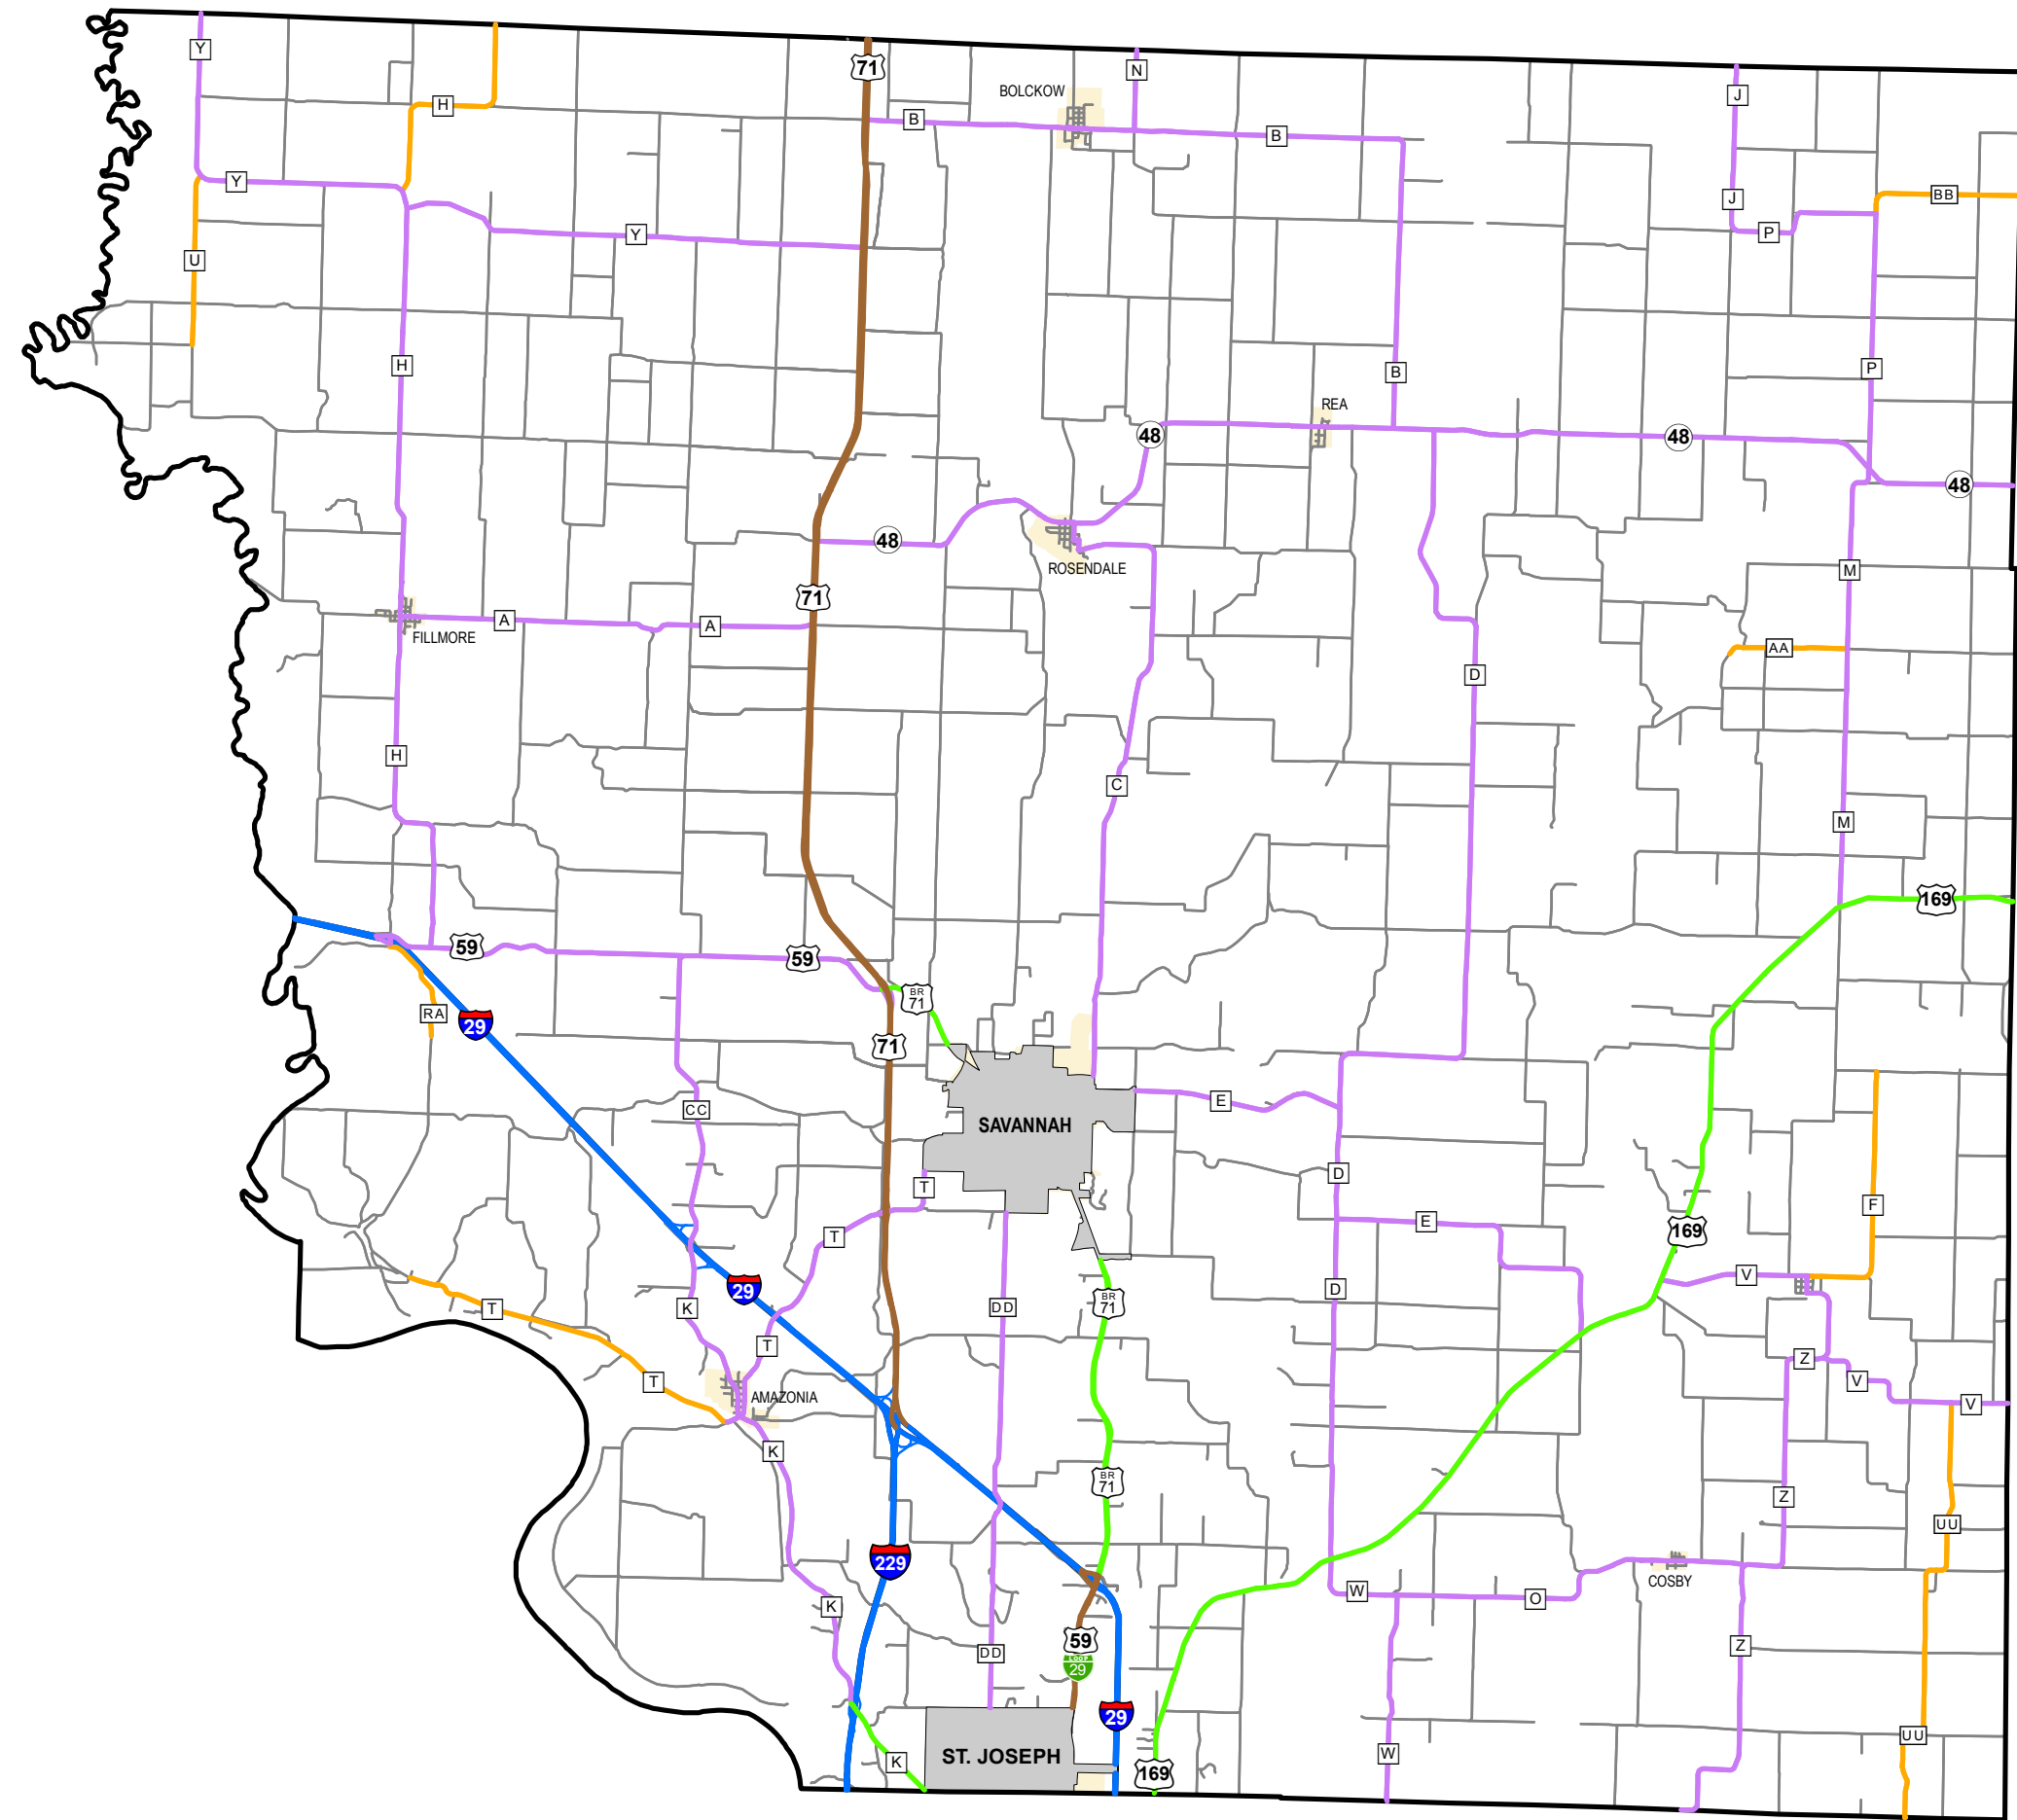 Y
71
N
BOLCKOW
J
H
B
B
Y
J
BB
P
Y
U
H
B
P
REA
48
48
48
48
ROSENDALE
71
M
A
A
FILLMORE
AA
D
H
C
M
169
59
59
BR
71
RA
29
71
CC
E
SAVANNAH
D
T
F
E
169
T
V
29
D
K
DD
BR
71
T
T
Z
T
V
AMAZONIA
V
K
BR
71
Z
UU
229
COSBY
W
O
K
59
LOOP
29
DD
Z
29
UU
ST. JOSEPH
W
K
169